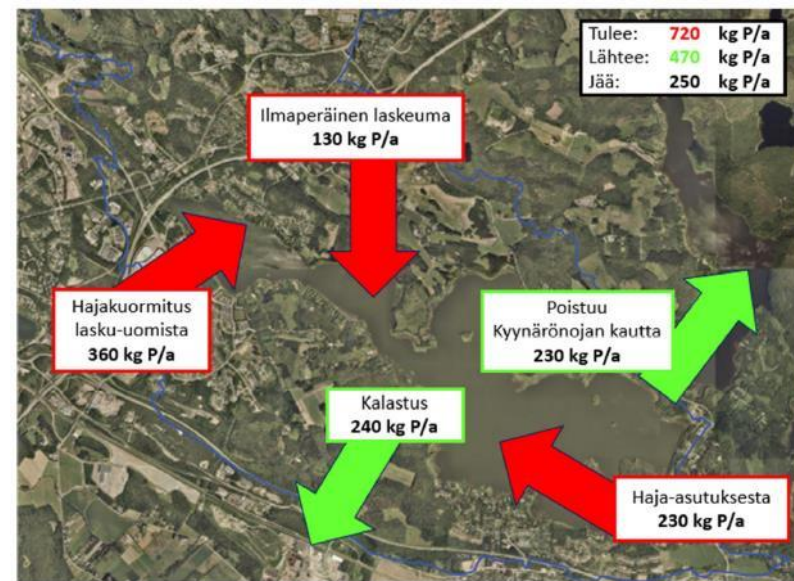 Tulee: 720 kg P/a
Lähtee: 470 kg P/a
Jää: 250 kg P/a
Ilmaperäinen laskeuma
130 kg P/a
Hajakuormitus
lasku-uomista
360 kg P/a
Poistuu
Kyynärönojan kautta
230 kg P/a
Kalastus
240 kg P/a
Haja-asutuksesta
230 kg P/a